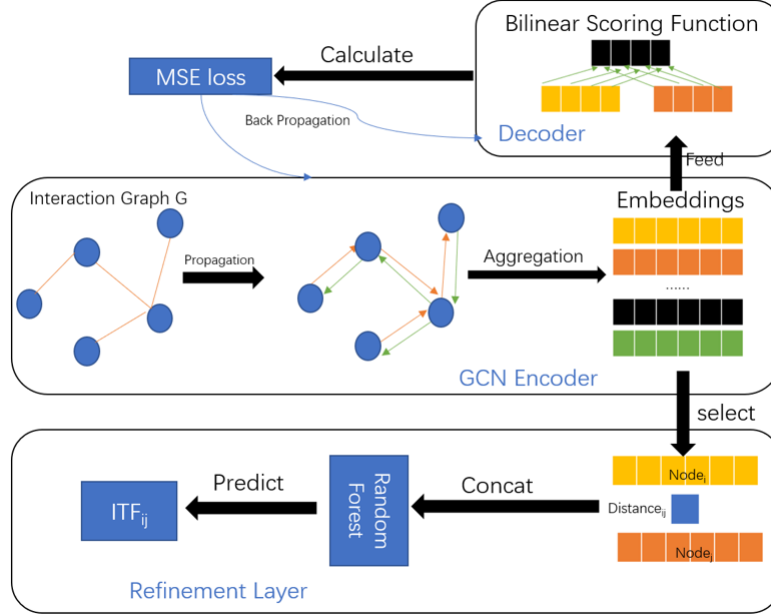 Bilinear Scoring Function
Calculate
MSE loss
Back Propagation
Decoder
Feed
Interaction Graph G
Embeddings
Propagation
Aggregation
......
GCN Encoder
select
Node_i
Predict
Random
Forest
Concat
Distance_ij
ITF_ij
Node_j
Refinement Layer